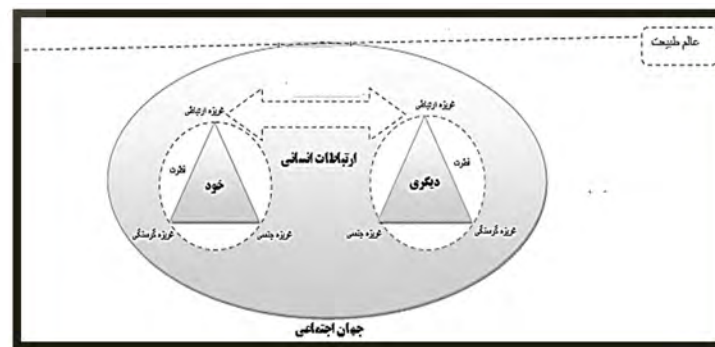 عالم طبیعت
غریزه ارتباطی
غریزه ارتباطی
ارتباطات انسانی
فطرت
فطرت
دیگری
خود
غریزه گرسنگی
غریزه جنسی
غریزه جنسی
غریزه گرسنگی
جهان اجتماعی